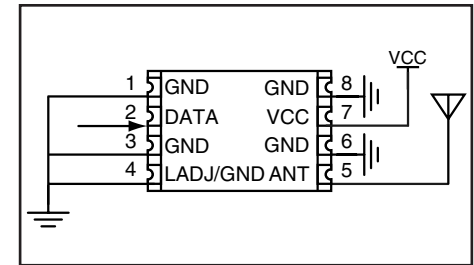 VCC
1 GND GND 8
2 DATA VCC 7
3 GND GND 6
4 LADJ/GND ANT 5